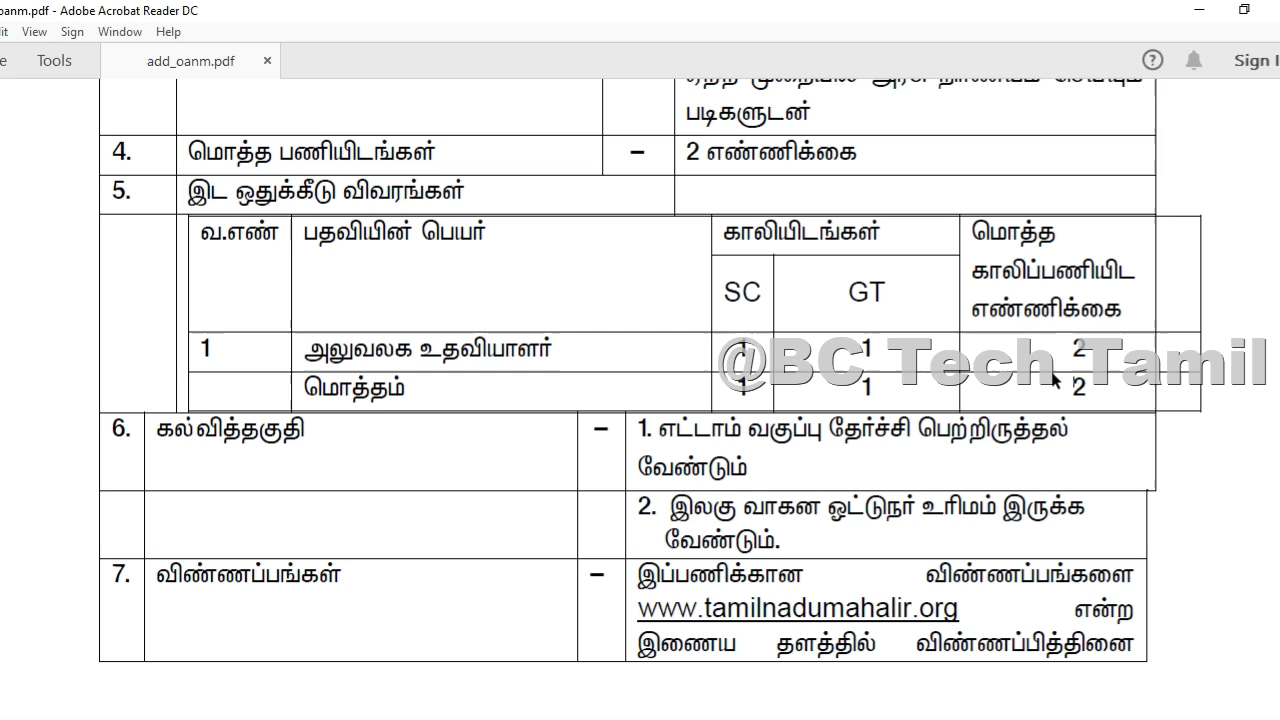 oanm.pdf - Adobe Acrobat Reader DC
it View Sign Window Help
e Tools add_oanm.pdf × ? Sign I
படிகளுடன்
4. மொத்த பணியிடங்கள் – 2 எண்ணிக்கை
5. இட ஒதுக்கீடு விவரங்கள்
வ.எண் பதவியின் பெயர் காலியிடங்கள் மொத்த
காலிப்பணியிட
SC GT
எண்ணிக்கை
1 அலுவலக உதவியாளர் 1 1 2
@BC Tech Tamil
மொத்தம் 1 1 2
6. கல்வித்தகுதி – 1. எட்டாம் வகுப்பு தேர்ச்சி பெற்றிருத்தல்
வேண்டும்
2. இலகு வாகன ஓட்டுநர் உரிமம் இருக்க
வேண்டும்.
7. விண்ணப்பங்கள் – இப்பணிக்கான விண்ணப்பங்களை
www.tamilnadumahalir.org என்ற
இணைய தளத்தில் விண்ணப்பித்தினை